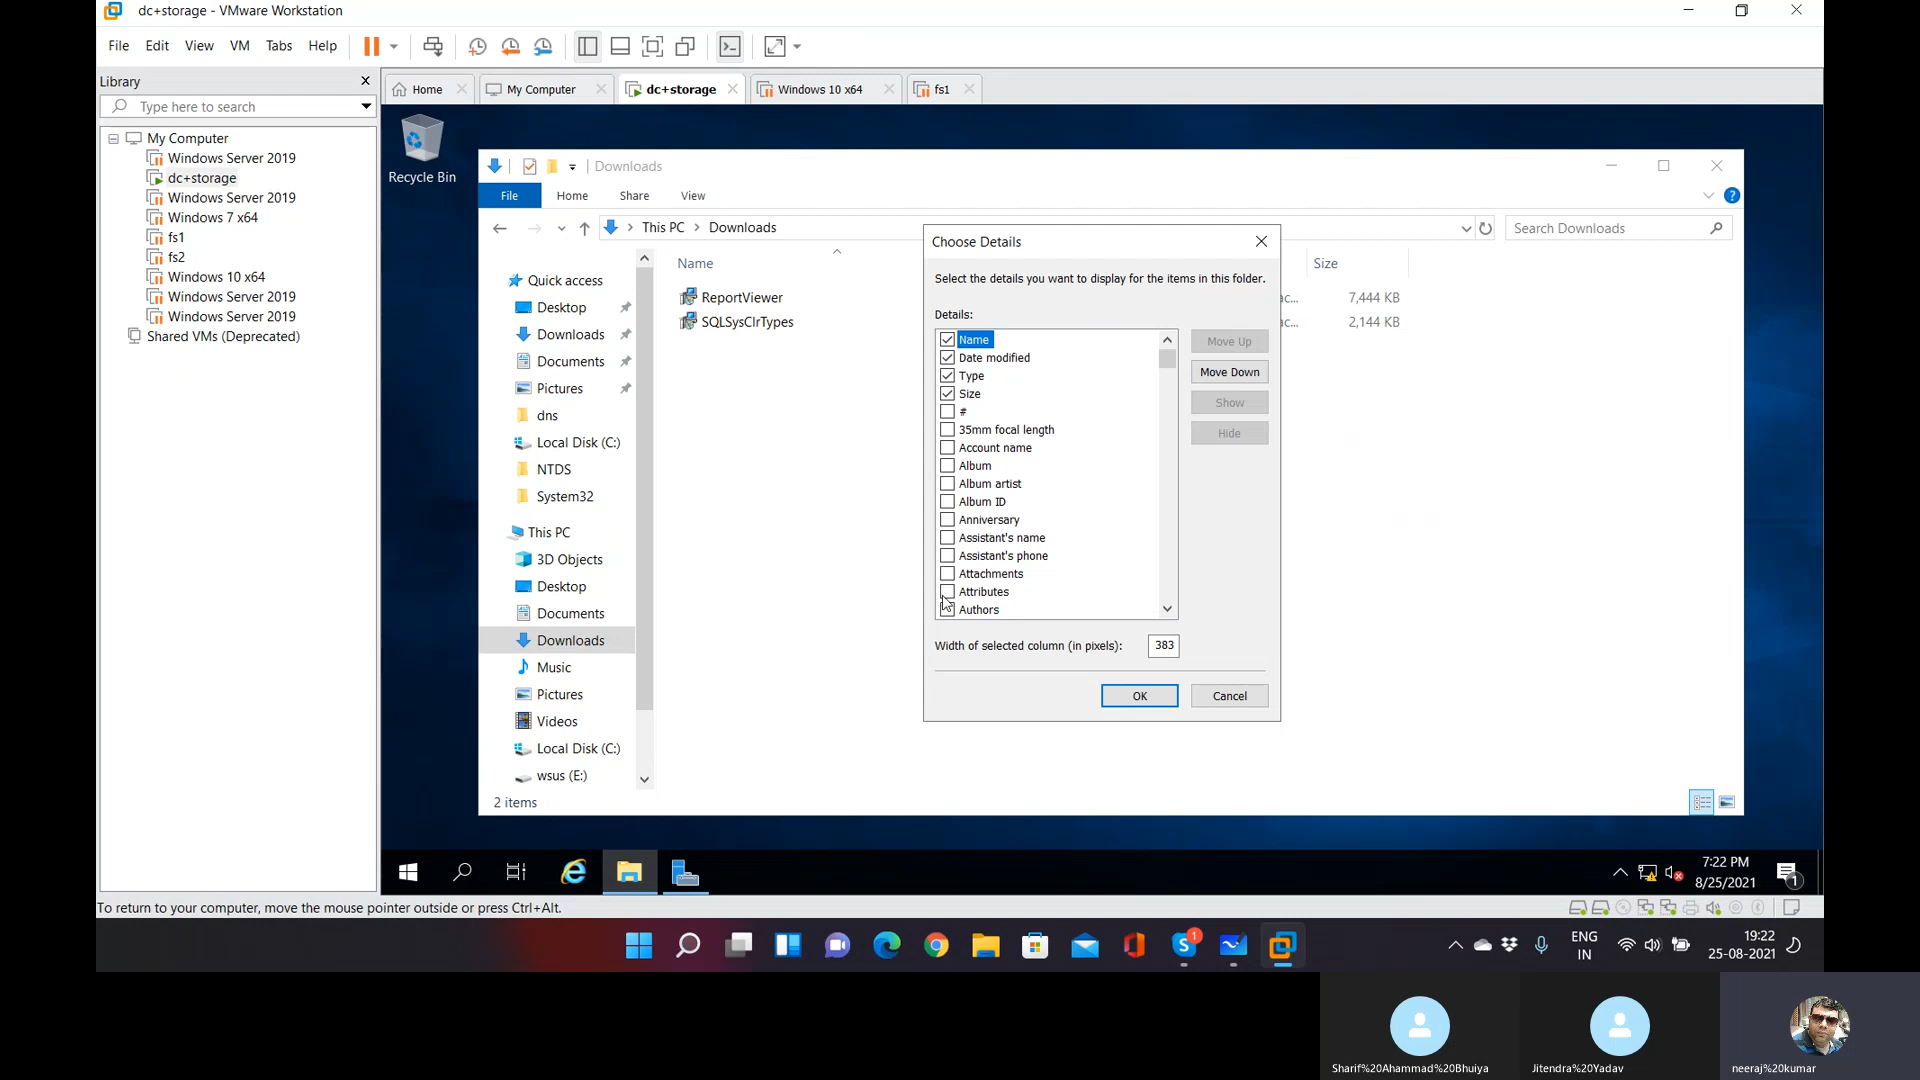 dc+storage - VMware Workstation
File Edit View VM Tabs Help
Library
Type here to search
My Computer
Windows Server 2019
dc+storage
Windows Server 2019
Windows 7 x64
fs1
fs2
Windows 10 x64
Windows Server 2019
Windows Server 2019
Shared VMs (Deprecated)
Home My Computer dc+storage Windows 10 x64 fs1
Recycle Bin
Downloads
File Home Share View
This PC Downloads
Search Downloads
Quick access
Desktop
Downloads
Documents
Pictures
dns
Local Disk (C:)
NTDS
System32
This PC
3D Objects
Desktop
Documents
Downloads
Music
Pictures
Videos
Local Disk (C:)
wsus (E:)
Name Size
ReportViewer ac... 7,444 KB
SQLSysClrTypes ac... 2,144 KB
2 items
Choose Details
Select the details you want to display for the items in this folder.
Details:
Name
Date modified
Type
Size
#
35mm focal length
Account name
Album
Album artist
Album ID
Anniversary
Assistant's name
Assistant's phone
Attachments
Attributes
Authors
Move Up
Move Down
Show
Hide
Width of selected column (in pixels): 383
OK Cancel
7:22 PM
8/25/2021
1
To return to your computer, move the mouse pointer outside or press Ctrl+Alt.
1
ENG
IN
19:22
25-08-2021
Sharif%20Ahammad%20Bhuiya
Jitendra%20Yadav
neeraj%20kumar